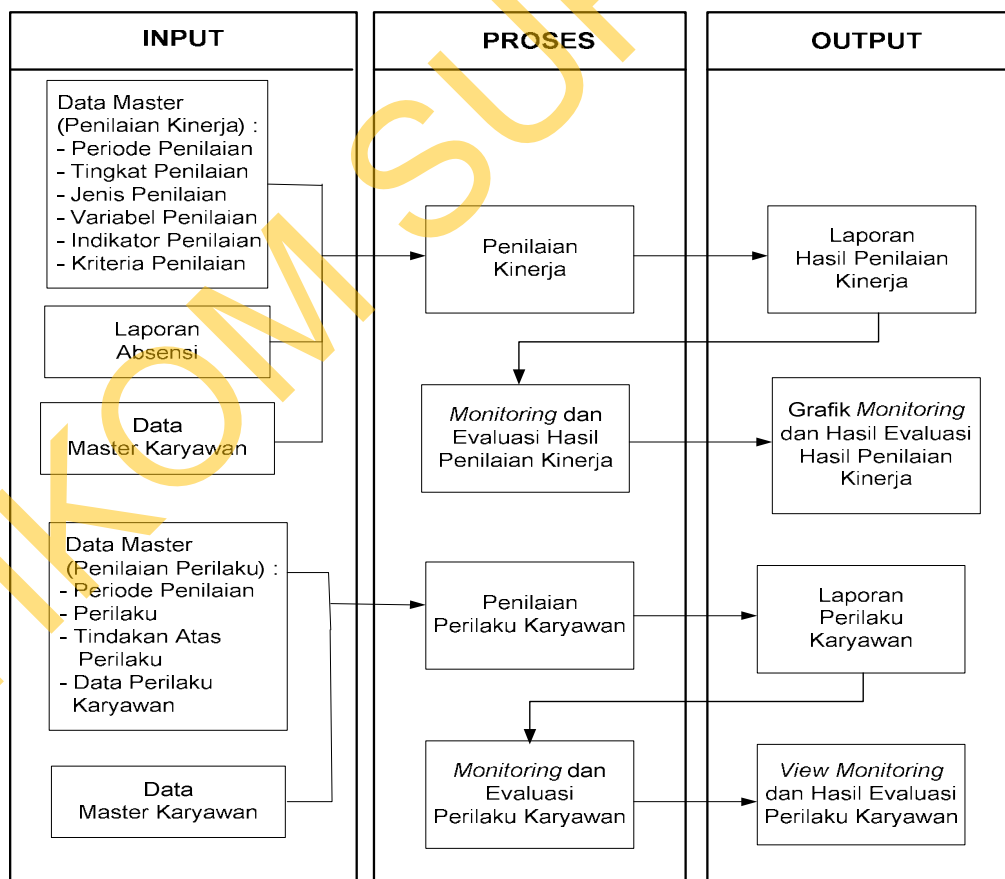 INPUT
PROSES
OUTPUT
Data Master
(Penilaian Kinerja) :
- Periode Penilaian
- Tingkat Penilaian
- Jenis Penilaian
- Variabel Penilaian
- Indikator Penilaian
- Kriteria Penilaian
Laporan
Absensi
Data
Master Karyawan
Penilaian
Kinerja
Laporan
Hasil Penilaian
Kinerja
Monitoring dan
Evaluasi Hasil
Penilaian Kinerja
Grafik Monitoring
dan Hasil Evaluasi
Hasil Penilaian
Kinerja
Data Master
(Penilaian Perilaku) :
- Periode Penilaian
- Perilaku
- Tindakan Atas
Perilaku
- Data Perilaku
Karyawan
Data
Master Karyawan
Penilaian
Perilaku Karyawan
Laporan
Perilaku
Karyawan
Monitoring dan
Evaluasi
Perilaku Karyawan
View Monitoring
dan Hasil Evaluasi
Perilaku Karyawan
IKOM SUR